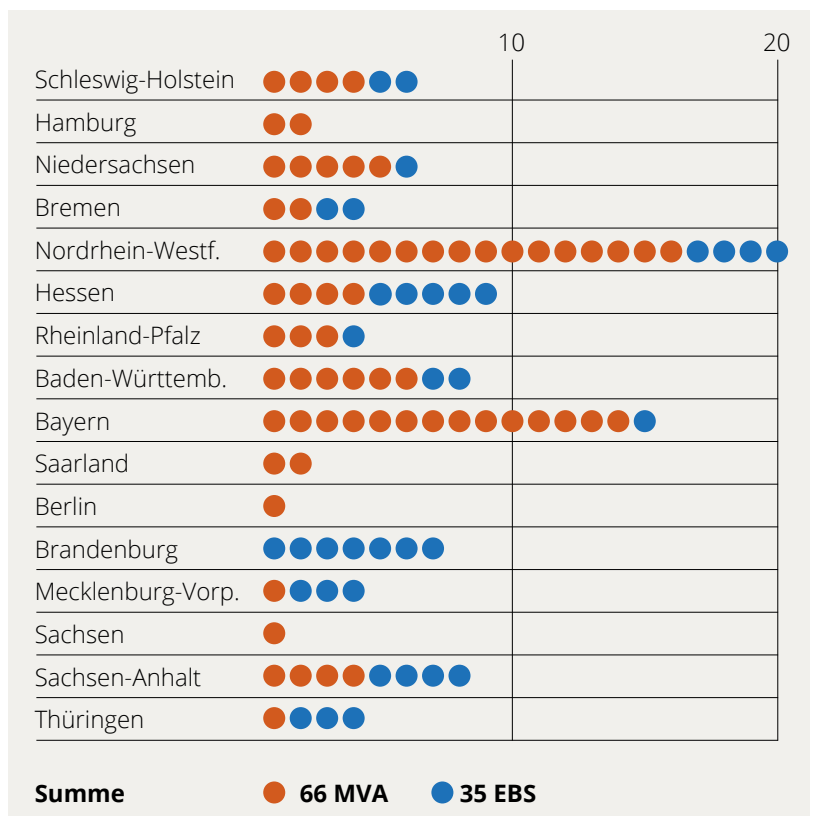 10 20
Schleswig-Holstein
Hamburg
Niedersachsen
Bremen
Nordrhein-Westf.
Hessen
Rheinland-Pfalz
Baden-Württemb.
Bayern
Saarland
Berlin
Brandenburg
Mecklenburg-Vorp.
Sachsen
Sachsen-Anhalt
Thüringen
Summe 66 MVA 35 EBS